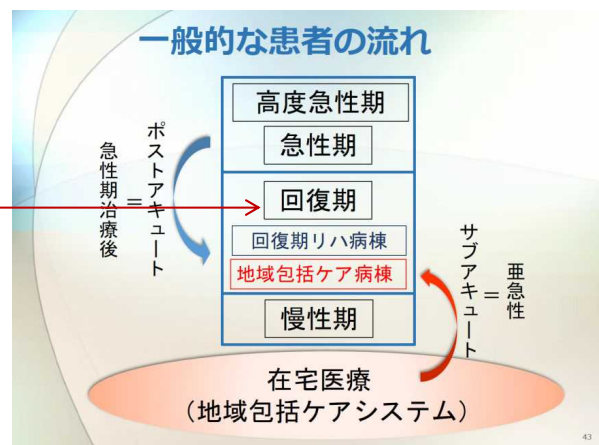 一般的な患者の流れ
高度急性期
急性期
ポストアキュート
＝
急性期治療後
回復期
回復期リハ病棟
地域包括ケア病棟
サブアキュート
＝
亜急性
慢性期
在宅医療
（地域包括ケアシステム）
43